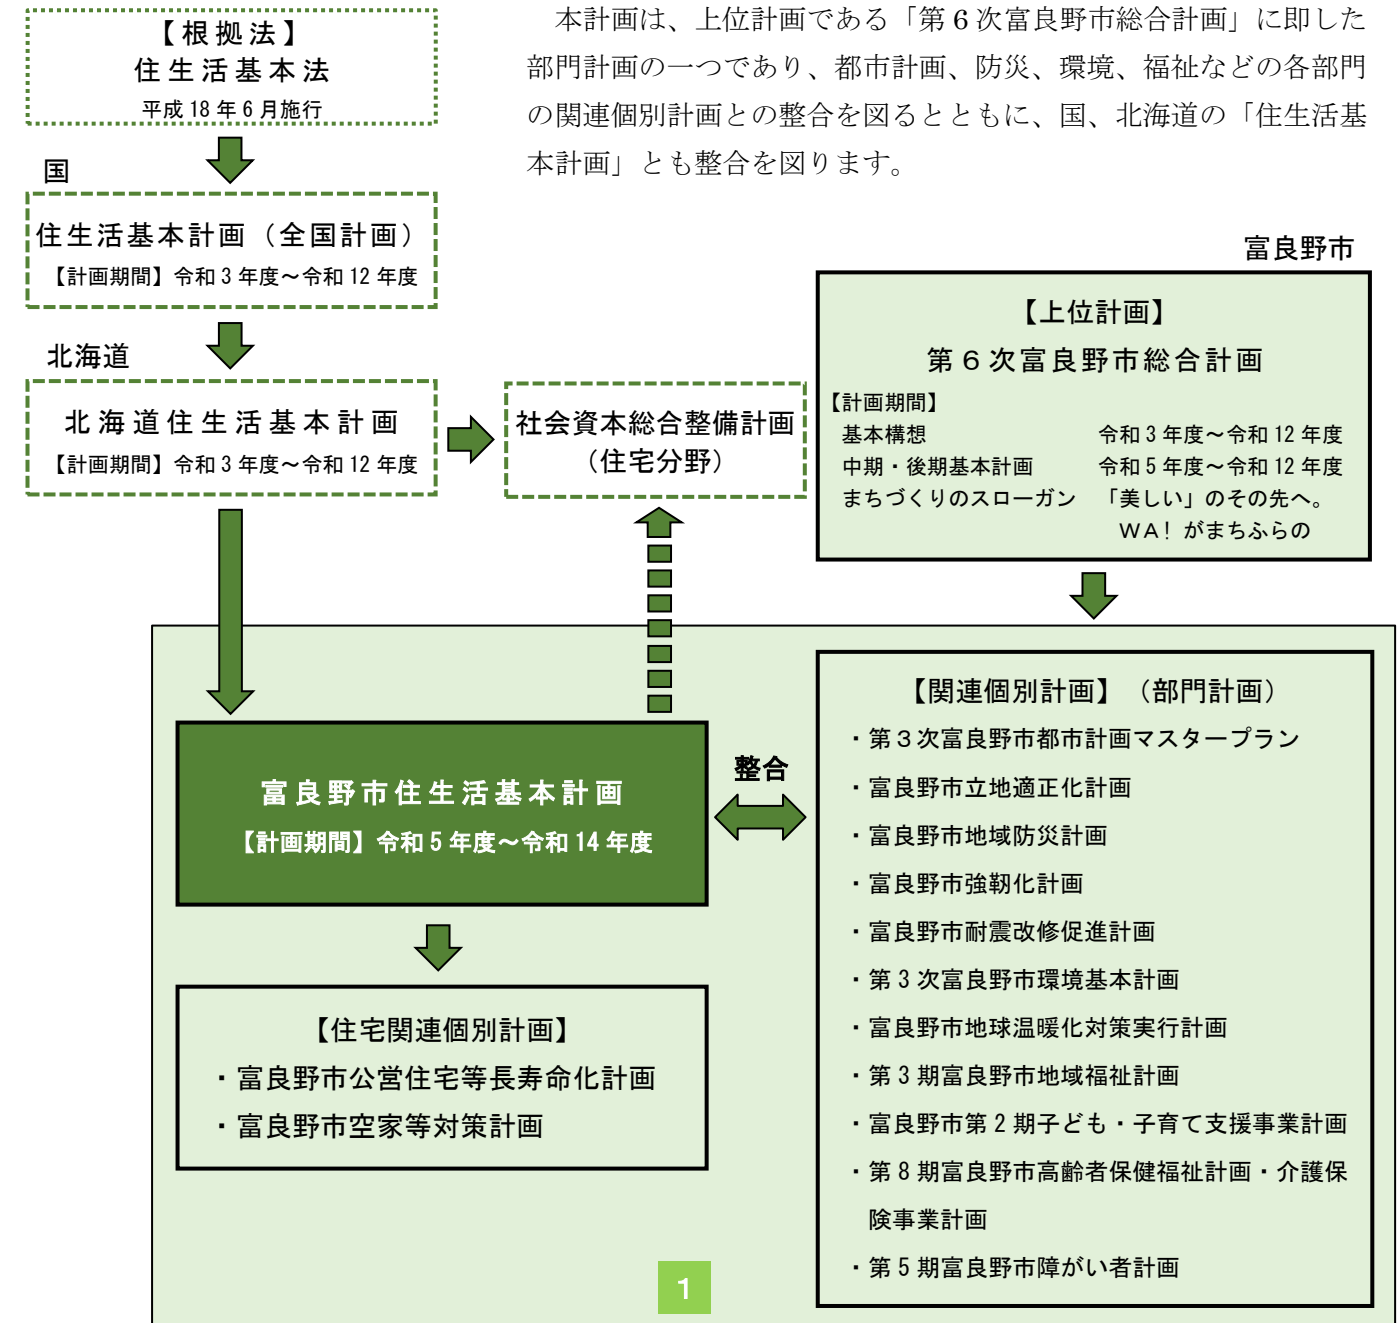 本計画は、上位計画である「第６次富良野市総合計画」に即した
部門計画の一つであり、都市計画、防災、環境、福祉などの各部門
の関連個別計画との整合を図るとともに、国、北海道の「住生活基
本計画」とも整合を図ります。
【根拠法】
住生活基本法
平成18年6月施行
国
住生活基本計画（全国計画）
【計画期間】令和3年度～令和12年度
北海道
北海道住生活基本計画
【計画期間】令和3年度～令和12年度
社会資本総合整備計画
（住宅分野）
富良野市
【上位計画】
第６次富良野市総合計画
【計画期間】
基本構想 令和3年度～令和12年度
中期・後期基本計画 令和5年度～令和12年度
まちづくりのスローガン 「美しい」のその先へ。
ＷＡ！がまちふらの
富良野市住生活基本計画
【計画期間】令和5年度～令和14年度
整合
【住宅関連個別計画】
・富良野市公営住宅等長寿命化計画
・富良野市空家等対策計画
【関連個別計画】（部門計画）
・第３次富良野市都市計画マスタープラン
・富良野市立地適正化計画
・富良野市地域防災計画
・富良野市強靭化計画
・富良野市耐震改修促進計画
・第3次富良野市環境基本計画
・富良野市地球温暖化対策実行計画
・第3期富良野市地域福祉計画
・富良野市第2期子ども・子育て支援事業計画
・第8期富良野市高齢者保健福祉計画・介護保
険事業計画
・第5期富良野市障がい者計画
1